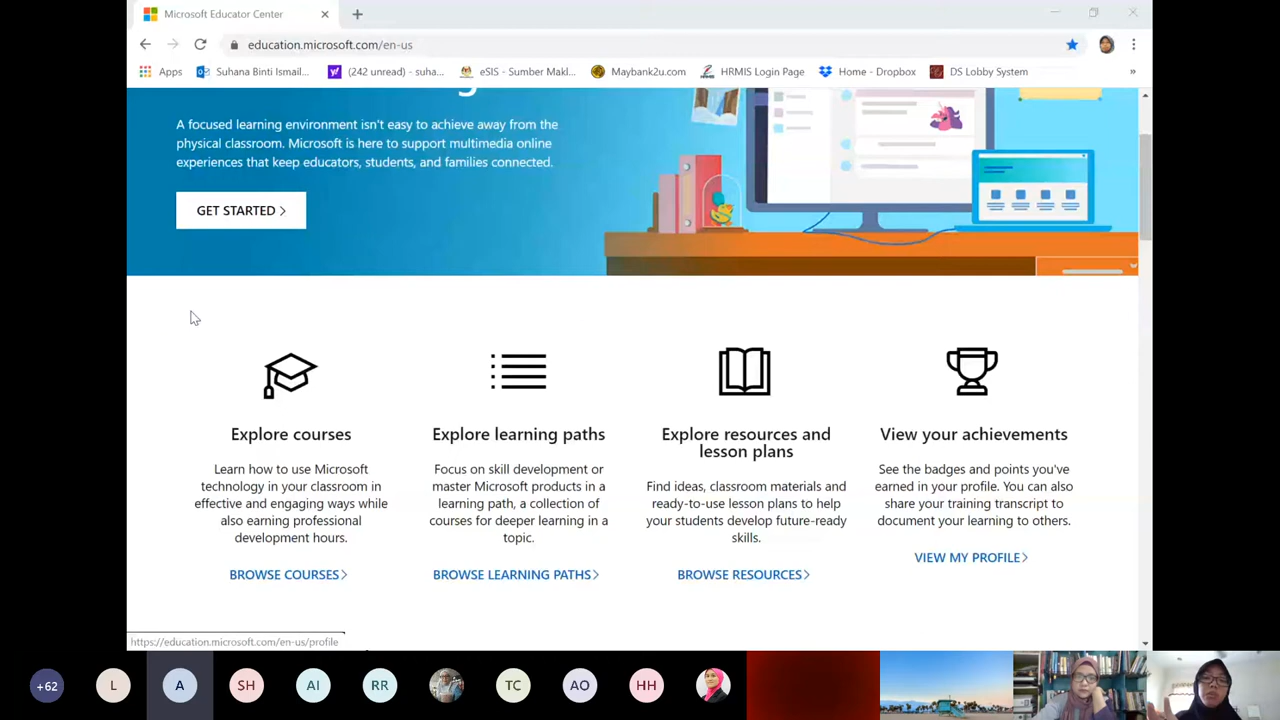 Microsoft Educator Center
education.microsoft.com/en-us
Apps
Suhana Binti Ismail...
(242 unread) - suha...
eSIS - Sumber Makl...
Maybank2u.com
HRMIS Login Page
Home - Dropbox
DS Lobby System
»
A focused learning environment isn't easy to achieve away from the
physical classroom. Microsoft is here to support multimedia online
experiences that keep educators, students, and families connected.
GET STARTED
Explore courses
Learn how to use Microsoft
technology in your classroom in
effective and engaging ways while
also earning professional
development hours.
BROWSE COURSES
Explore learning paths
Focus on skill development or
master Microsoft products in a
learning path, a collection of
courses for deeper learning in a
topic.
BROWSE LEARNING PATHS
Explore resources and
lesson plans
Find ideas, classroom materials and
ready-to-use lesson plans to help
your students develop future-ready
skills.
BROWSE RESOURCES
View your achievements
See the badges and points you've
earned in your profile. You can also
share your training transcript to
document your learning to others.
VIEW MY PROFILE
https://education.microsoft.com/en-us/profile
+62
L
A
SH
AI
RR
TC
AO
HH